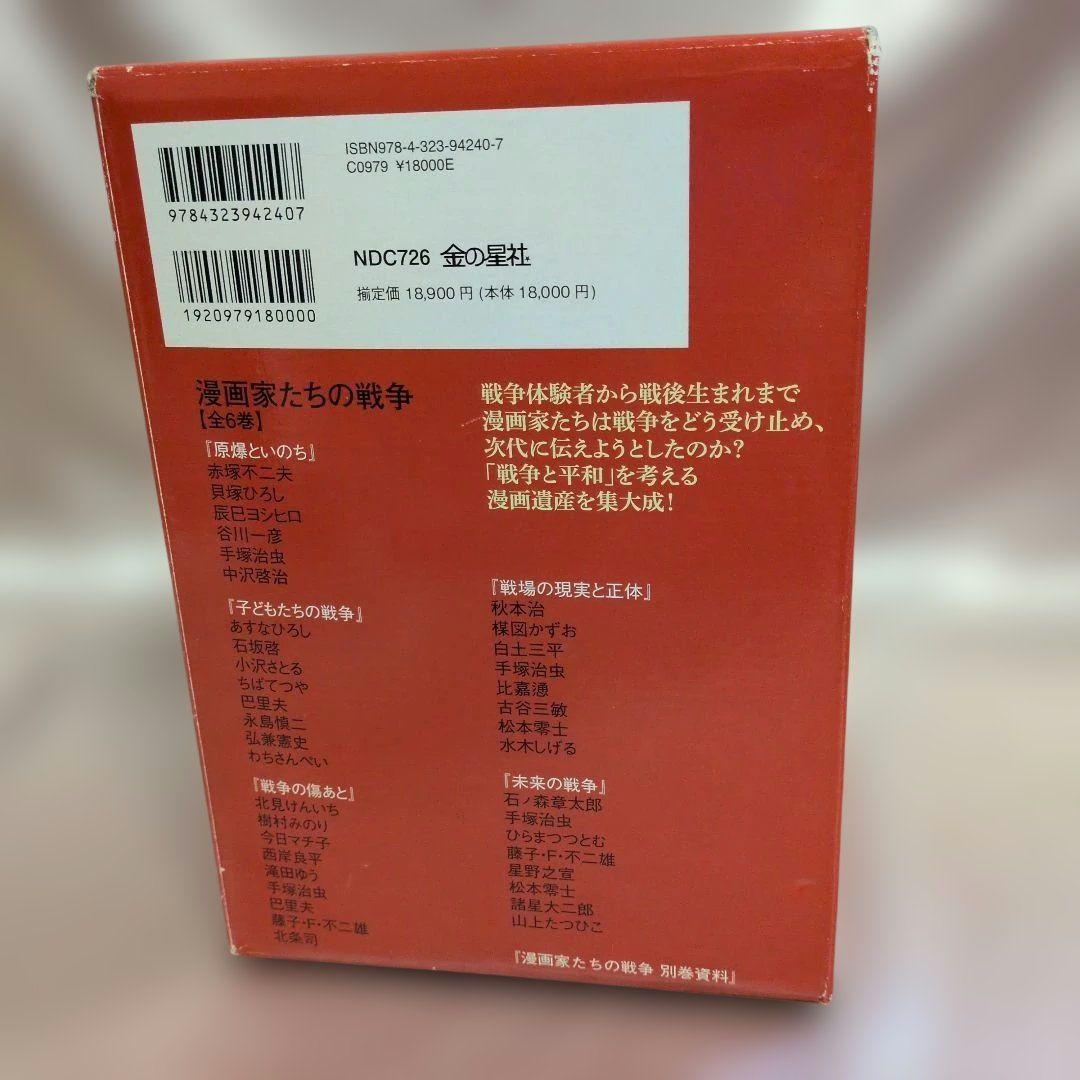 ISBN978-4-323-94240-7
C0979 ¥18000E
9784323942407
NDC726 金の星社
1920979180000
揃定価 18,900 円 (本体 18,000 円)
漫画家たちの戦争
【全6巻】
『原爆といのち』
赤塚不二夫
貝塚ひろし
辰巳ヨシヒロ
谷川一彦
手塚治虫
中沢啓治
『子どもたちの戦争』
あすなひろし
石坂啓
小沢さとる
ちばてつや
巴里夫
永島慎二
弘兼憲史
わちさんぺい
『戦争の傷あと』
北見けんいち
樹村みのり
今日マチ子
西岸良平
滝田ゆう
手塚治虫
巴里夫
藤子・F・不二雄
北条司
戦争体験者から戦後生まれまで
漫画家たちは戦争をどう受け止め、
次代に伝えようとしたのか?
「戦争と平和」を考える
漫画遺産を集大成!
『戦場の現実と正体』
秋本治
楳図かずお
白土三平
手塚治虫
比嘉慂
古谷三敏
松本零士
水木しげる
『未来の戦争』
石ノ森章太郎
手塚治虫
ひらまつつとむ
藤子・F・不二雄
星野之宣
松本零士
諸星大二郎
山上たつひこ
『漫画家たちの戦争 別巻資料』